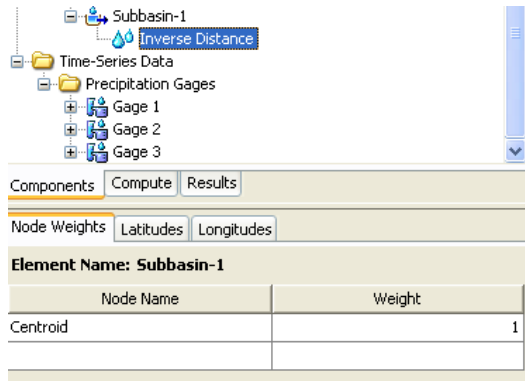 Subbasin-1
Inverse Distance
Time-Series Data
Precipitation Gages
Gage 1
Gage 2
Gage 3
Components Compute Results
Node Weights Latitudes Longitudes
Element Name: Subbasin-1
Node Name Weight
Centroid 1